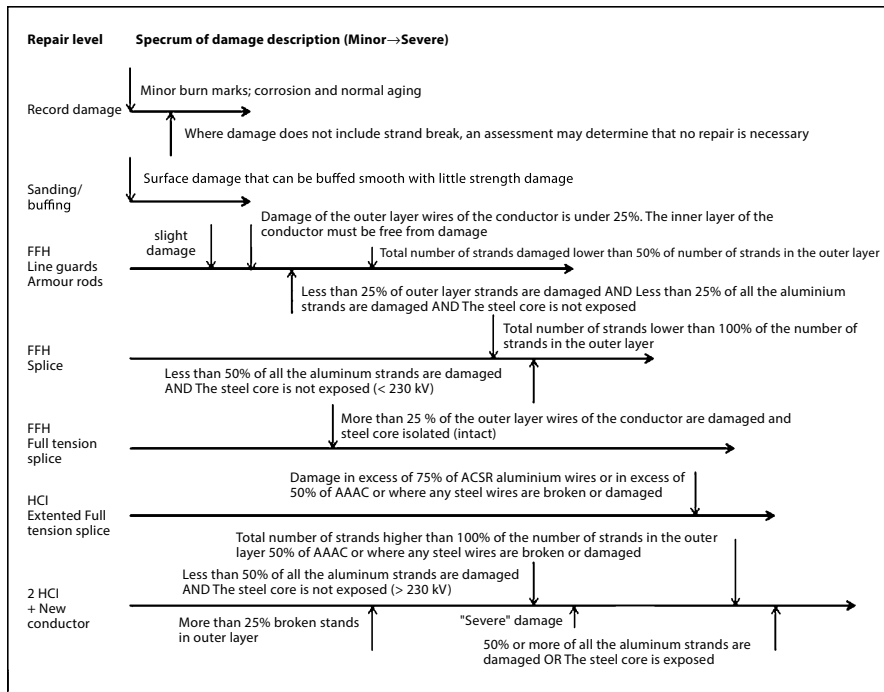 Repair level
Specrum of damage description (Minor→Severe)
Minor burn marks; corrosion and normal aging
Record damage
Where damage does not include strand break, an assessment may determine that no repair is necessary
Surface damage that can be buffed smooth with little strength damage
Sanding/
buffing
Damage of the outer layer wires of the conductor is under 25%. The inner layer of the
conductor must be free from damage
slight
damage
Total number of strands damaged lower than 50% of number of strands in the outer layer
FFH
Line guards
Armour rods
Less than 25% of outer layer strands are damaged AND Less than 25% of all the aluminium
strands are damaged AND The steel core is not exposed
Total number of strands lower than 100% of the number of
strands in the outer layer
FFH
Splice
Less than 50% of all the aluminum strands are damaged
AND The steel core is not exposed (< 230 kV)
More than 25 % of the outer layer wires of the conductor are damaged and
steel core isolated (intact)
FFH
Full tension
splice
Damage in excess of 75% of ACSR aluminium wires or in excess of
50% of AAAC or where any steel wires are broken or damaged
HCI
Extented Full
tension splice
Total number of strands higher than 100% of the number of strands in the outer
layer 50% of AAAC or where any steel wires are broken or damaged
Less than 50% of all the aluminum strands are damaged
AND The steel core is not exposed (> 230 kV)
2 HCI
+ New
conductor
More than 25% broken stands
in outer layer
"Severe" damage
50% or more of all the aluminum strands are
damaged OR The steel core is exposed